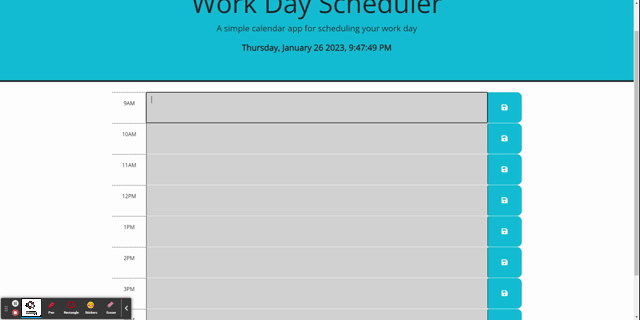 Work Day Scheduler
A simple calendar app for scheduling your work day
Thursday, January 26 2023, 9:47:49 PM
9AM
10AM
11AM
12PM
1PM
2PM
3PM
Pen
Rectangle
Stickers
Eraser